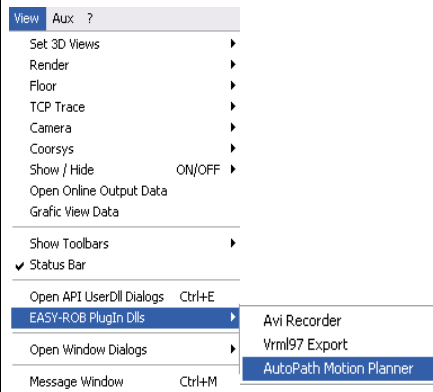 View Aux ?
Set 3D Views
Render
Floor
TCP Trace
Camera
Coorsys
Show / Hide ON/OFF
Open Online Output Data
Grafic View Data
Show Toolbars
Status Bar
Open API UserDll Dialogs Ctrl+E
EASY-ROB PlugIn Dlls
Avi Recorder
Vrml97 Export
AutoPath Motion Planner
Open Window Dialogs
Message Window Ctrl+M